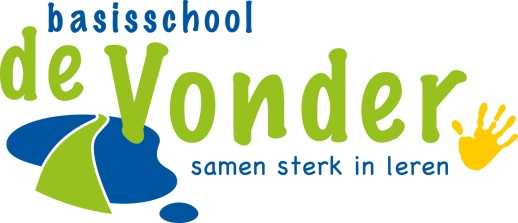 basisschool
de Vonder
samen sterk in leren